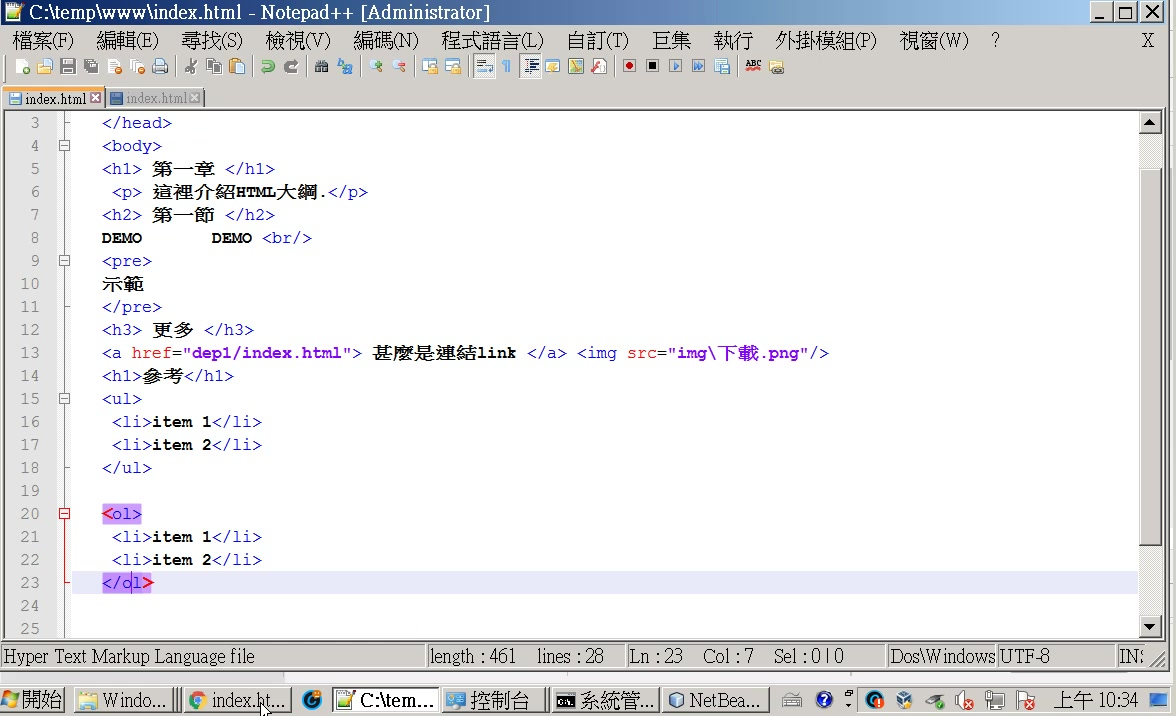 C:\temp\www\index.html - Notepad++ [Administrator]
檔案(F) 編輯(E) 尋找(S) 檢視(V) 編碼(N) 程式語言(L) 自訂(T) 巨集 執行 外掛模組(P) 視窗(W) ? X
ABC
index.html index.html
3 </head>
4 <body>
5 <h1> 第一章 </h1>
6 <p> 這裡介紹HTML大綱.</p>
7 <h2> 第一節 </h2>
8 DEMO DEMO <br/>
9 <pre>
10 示範
11 </pre>
12 <h3> 更多 </h3>
13 <a href="dep1/index.html"> 甚麼是連結link </a> <img src="img\下載.png"/>
14 <h1>參考</h1>
15 <ul>
16 <li>item 1</li>
17 <li>item 2</li>
18 </ul>
19
20 <ol>
21 <li>item 1</li>
22 <li>item 2</li>
23 </ol>
24
25
Hyper Text Markup Language file length : 461 lines : 28 Ln : 23 Col : 7 Sel : 0 | 0 Dos\Windows UTF-8 IN
開始 Windo... index.ht... C:\tem... 控制台 系統管... NetBea... 上午 10:34